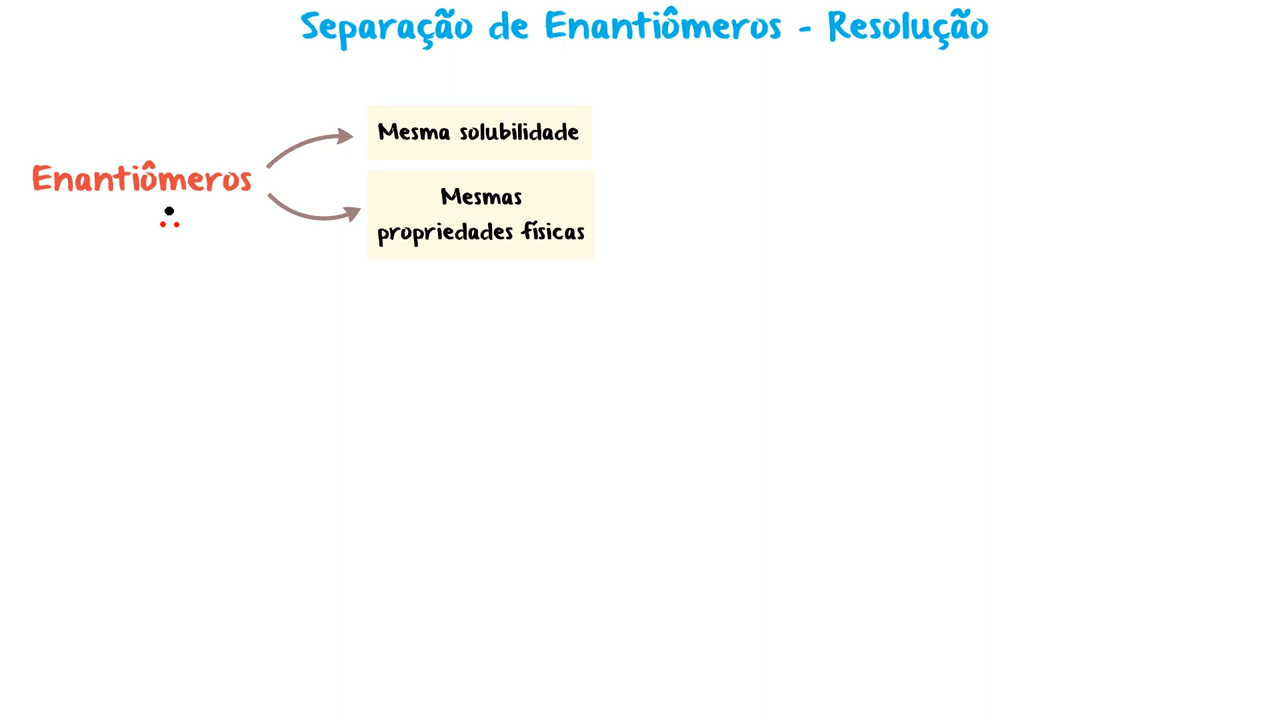 Separação de Enantiômeros - Resolução
Enantiômeros
Mesma solubilidade
Mesmas
propriedades físicas